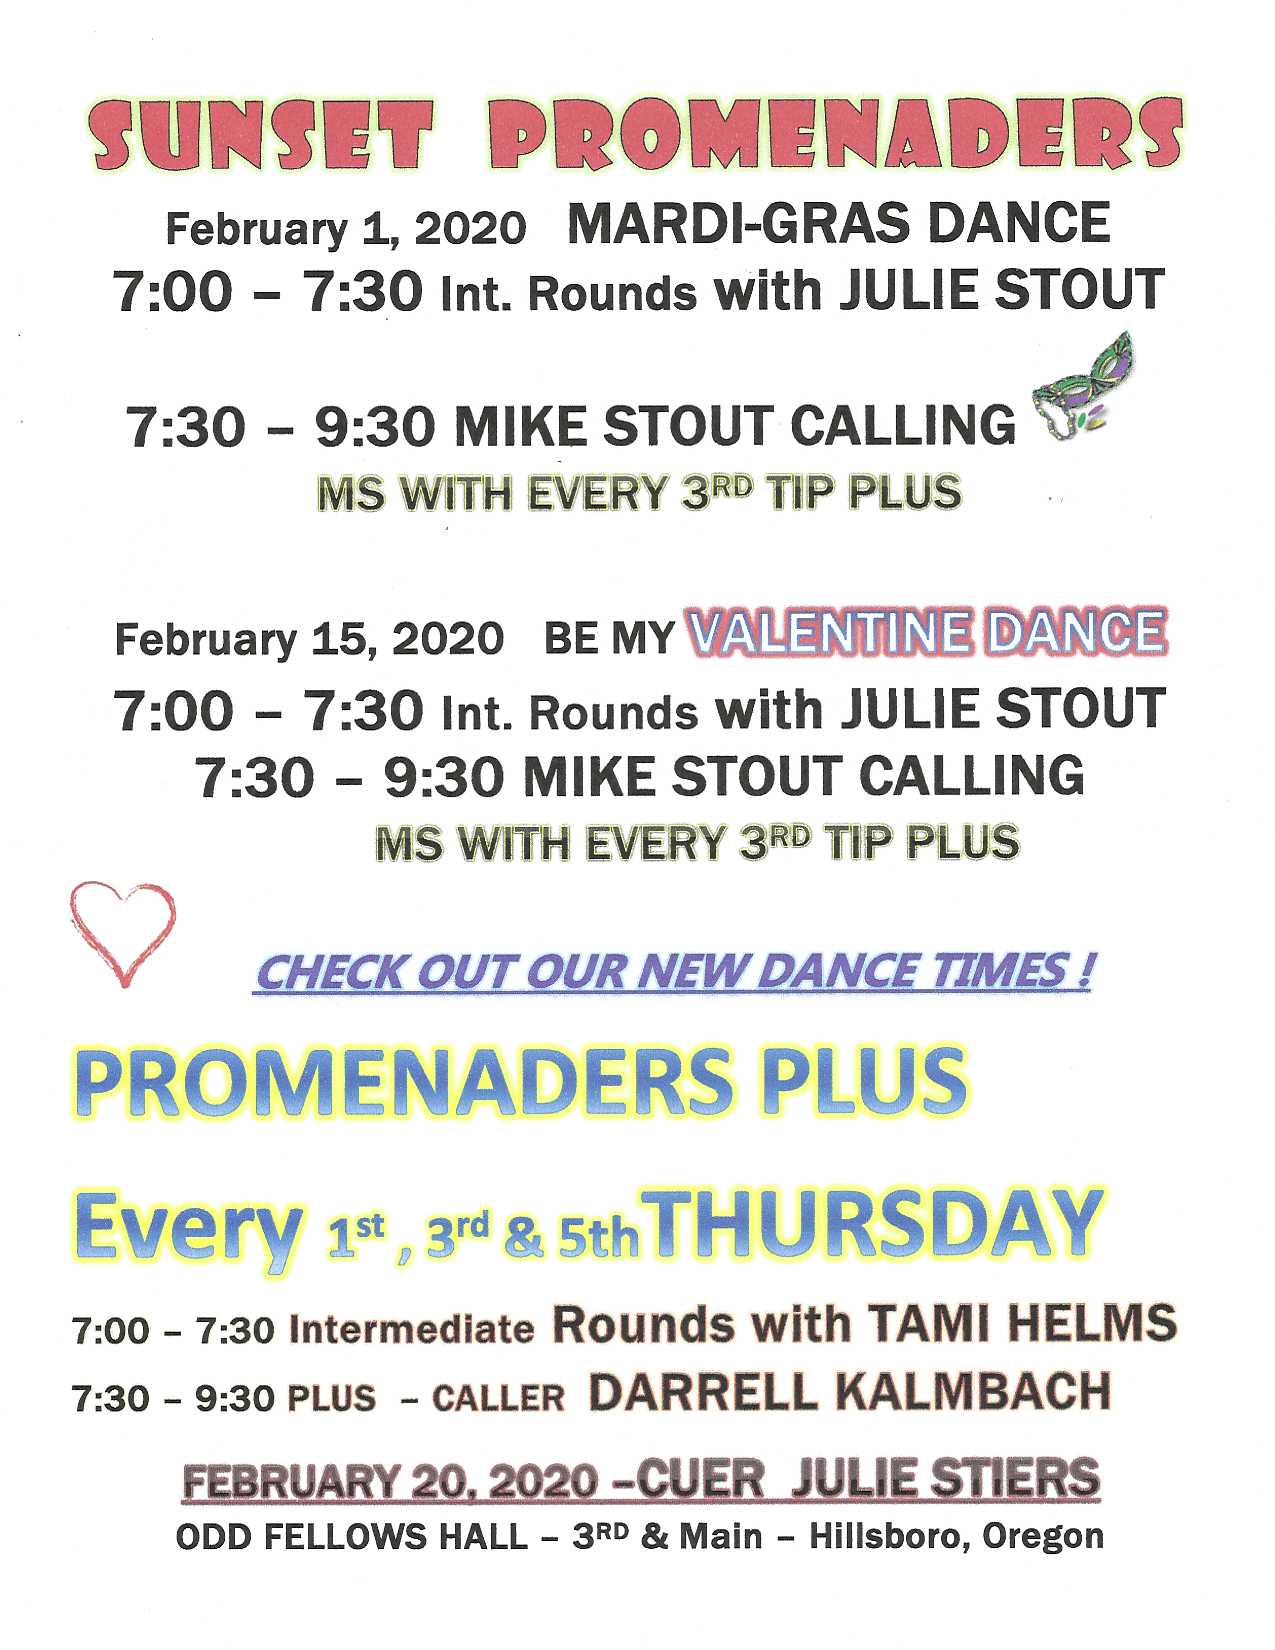 SUNSET PROMENADERS
February 1, 2020 MARDI-GRAS DANCE
7:00 – 7:30 Int. Rounds with JULIE STOUT
7:30 – 9:30 MIKE STOUT CALLING
MS WITH EVERY 3RD TIP PLUS
February 15, 2020 BE MY VALENTINE DANCE
7:00 – 7:30 Int. Rounds with JULIE STOUT
7:30 – 9:30 MIKE STOUT CALLING
MS WITH EVERY 3RD TIP PLUS
CHECK OUT OUR NEW DANCE TIMES !
PROMENADERS PLUS
Every 1st , 3rd & 5th THURSDAY
7:00 – 7:30 Intermediate Rounds with TAMI HELMS
7:30 – 9:30 PLUS – CALLER DARRELL KALMBACH
FEBRUARY 20, 2020 –CUER JULIE STIERS
ODD FELLOWS HALL – 3RD & Main – Hillsboro, Oregon